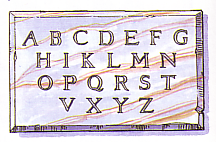 A B C D E F G
H I K L M N
O P Q R S T
V X Y Z